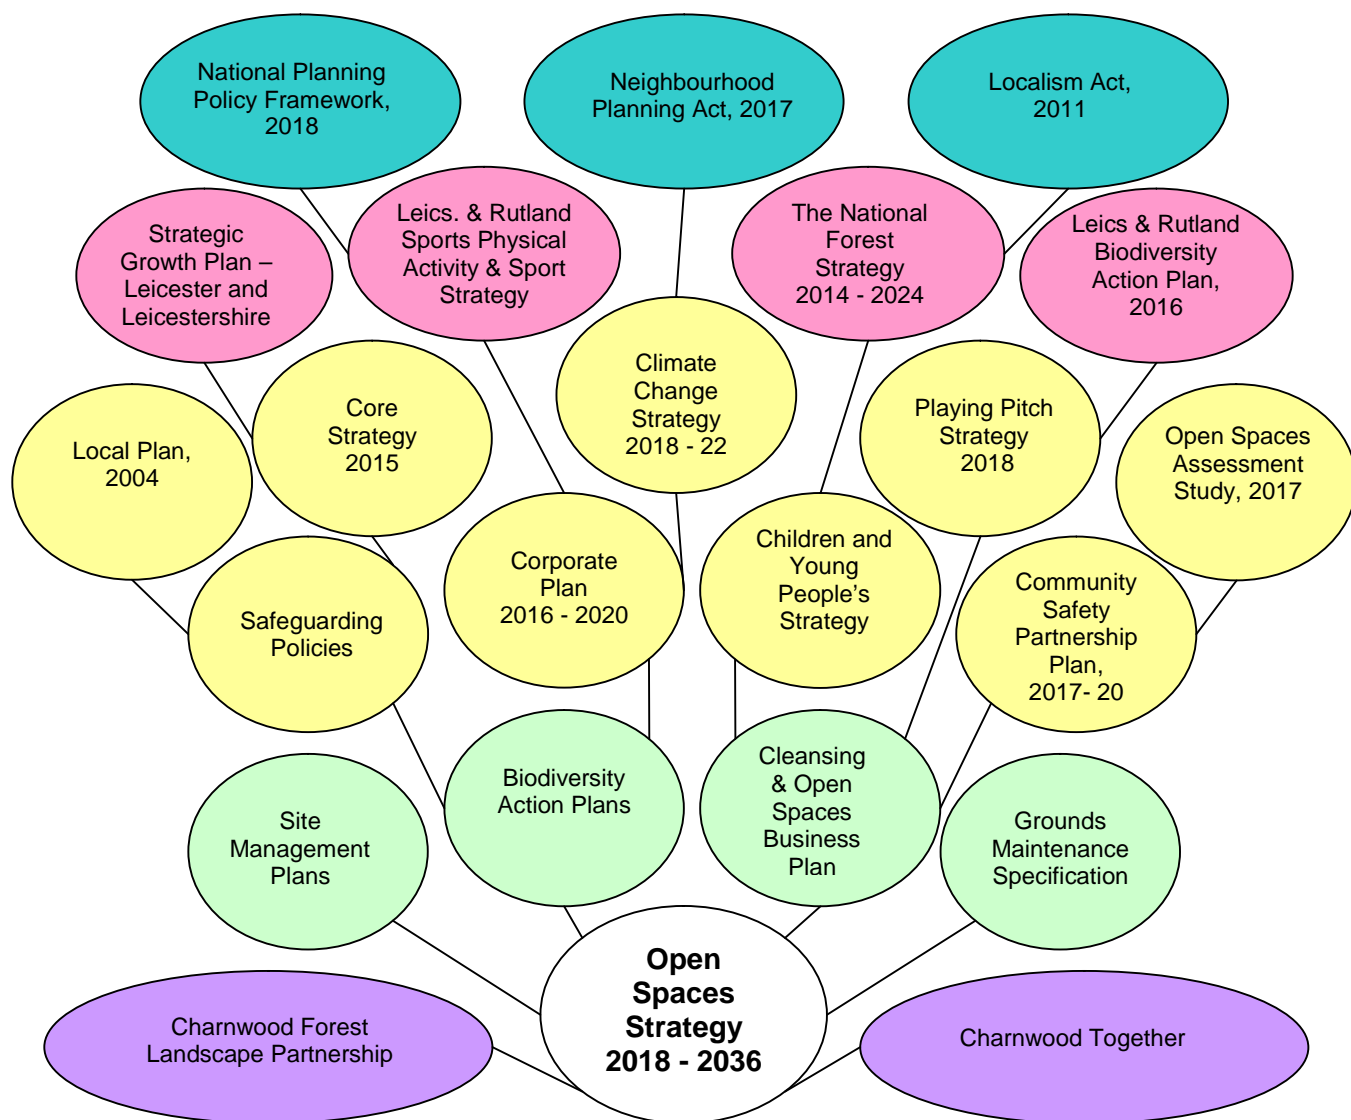 National Planning
Policy Framework,
2018
Neighbourhood
Planning Act, 2017
Localism Act,
2011
Strategic
Growth Plan –
Leicester and
Leicestershire
Leics. & Rutland
Sports Physical
Activity & Sport
Strategy
The National
Forest
Strategy
2014 - 2024
Leics & Rutland
Biodiversity
Action Plan,
2016
Local Plan,
2004
Core
Strategy
2015
Climate
Change
Strategy
2018 - 22
Playing Pitch
Strategy
2018
Open Spaces
Assessment
Study, 2017
Safeguarding
Policies
Corporate
Plan
2016 - 2020
Children and
Young
People’s
Strategy
Community
Safety
Partnership
Plan,
2017- 20
Site
Management
Plans
Biodiversity
Action Plans
Cleansing
& Open
Spaces
Business
Plan
Grounds
Maintenance
Specification
Charnwood Forest
Landscape Partnership
Open
Spaces
Strategy
2018 - 2036
Charnwood Together